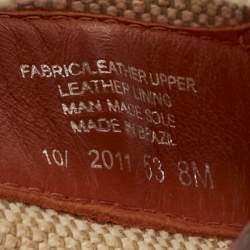 FABRIC/LEATHER UPPER
LEATHER LINING
MAN MADE SOLE
MADE IN BRAZIL
10/ 2011 53 8M